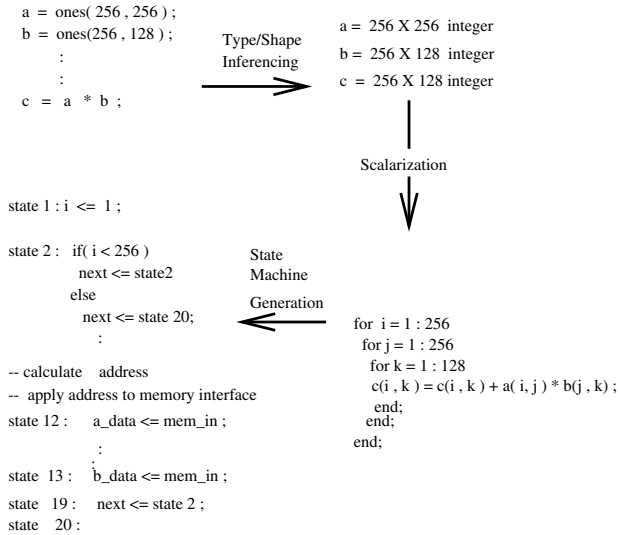 a = ones( 256 , 256 ) ;
b = ones(256 , 128 ) ;
:
:
c = a * b ;
Type/Shape
Inferencing
a = 256 X 256 integer
b = 256 X 128 integer
c = 256 X 128 integer
Scalarization
for i = 1 : 256
for j = 1 : 256
for k = 1 : 128
c(i , k ) = c(i , k ) + a( i, j ) * b(j , k) ;
end;
end;
end;
State
Machine
Generation
state 1 : i <= 1 ;
state 2 : if( i < 256 )
next <= state2
else
next <= state 20;
:
-- calculate address
-- apply address to memory interface
state 12 : a_data <= mem_in ;
:
:
state 13 : b_data <= mem_in ;
state 19 : next <= state 2 ;
state 20 :